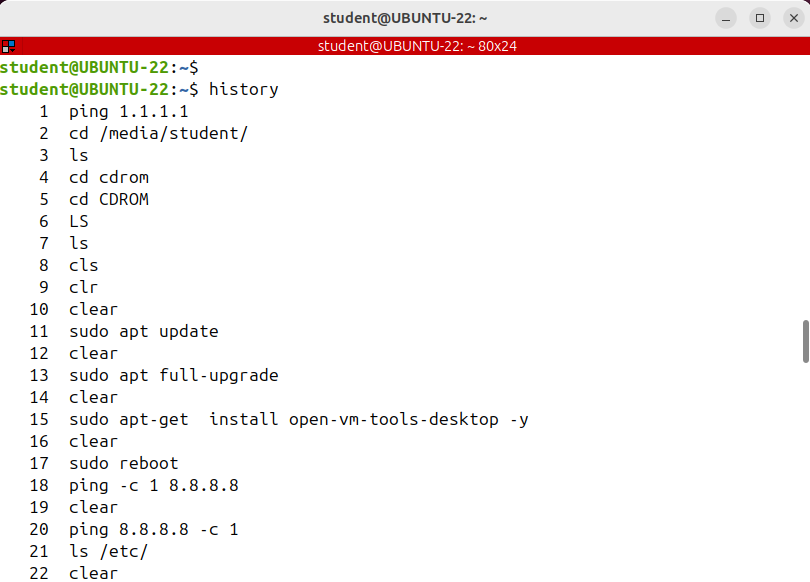 student@UBUNTU-22: ~
student@UBUNTU-22: ~ 80x24
student@UBUNTU-22:~$
student@UBUNTU-22:~$ history
    1  ping 1.1.1.1
    2  cd /media/student/
    3  ls
    4  cd cdrom
    5  cd CDROM
    6  LS
    7  ls
    8  cls
    9  clr
   10  clear
   11  sudo apt update
   12  clear
   13  sudo apt full-upgrade
   14  clear
   15  sudo apt-get  install open-vm-tools-desktop -y
   16  clear
   17  sudo reboot
   18  ping -c 1 8.8.8.8
   19  clear
   20  ping 8.8.8.8 -c 1
   21  ls /etc/
   22  clear